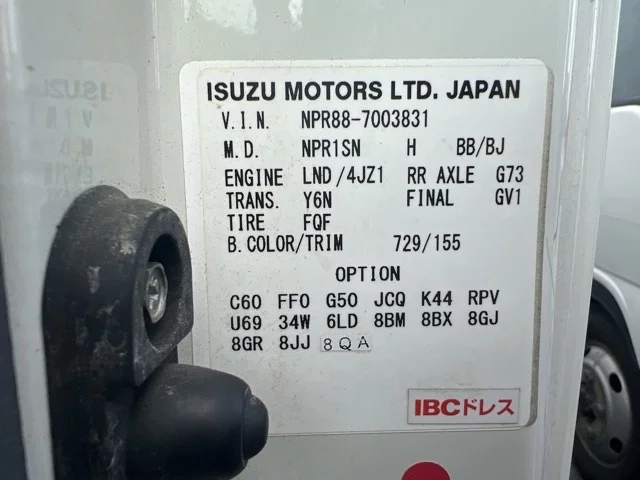 ISUZU MOTORS LTD. JAPAN
V.I.N. NPR88-7003831
M.D. NPR1SN H BB/BJ
ENGINE LND/4JZ1 RR AXLE G73
TRANS. Y6N FINAL GV1
TIRE FQF
B.COLOR/TRIM 729/155
OPTION
C60 FFO G50 JCQ K44 RPV
U69 34W 6LD 8BM 8BX 8GJ
8GR 8JJ 8QA
IBCドレス